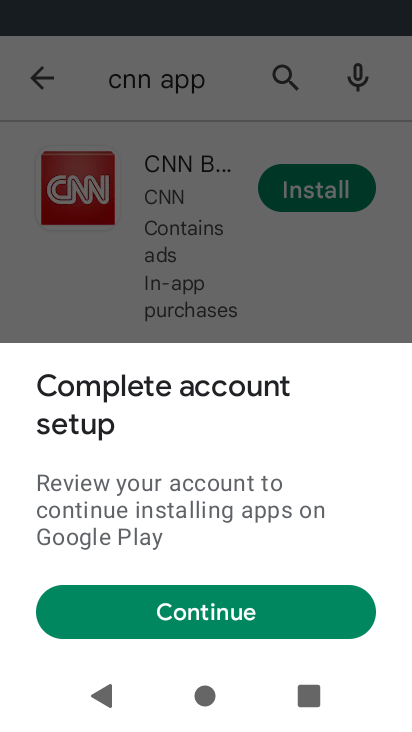 cnn app
CNN B...
CNN
Contains
ads
In-app
purchases
Install
CNN
Complete account
setup
Review your account to
continue installing apps on
Google Play
Continue